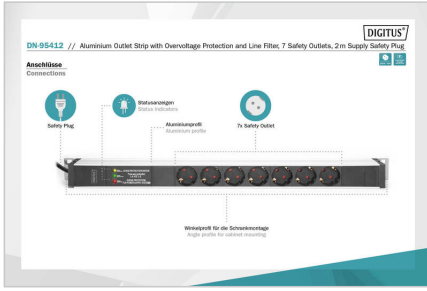 DIGITUS®
DN-95412 // Aluminium Outlet Strip with Overvoltage Protection and Line Filter, 7 Safety Outlets, 2 m Supply Safety Plug
Anschlüsse
Connections
Safety Plug
Statusanzeigen
Status indicators
Aluminiumprofil
Aluminium profile
7x Safety Outlet
Winkelprofil für die Schrankmontage
Angle profile for cabinet mounting